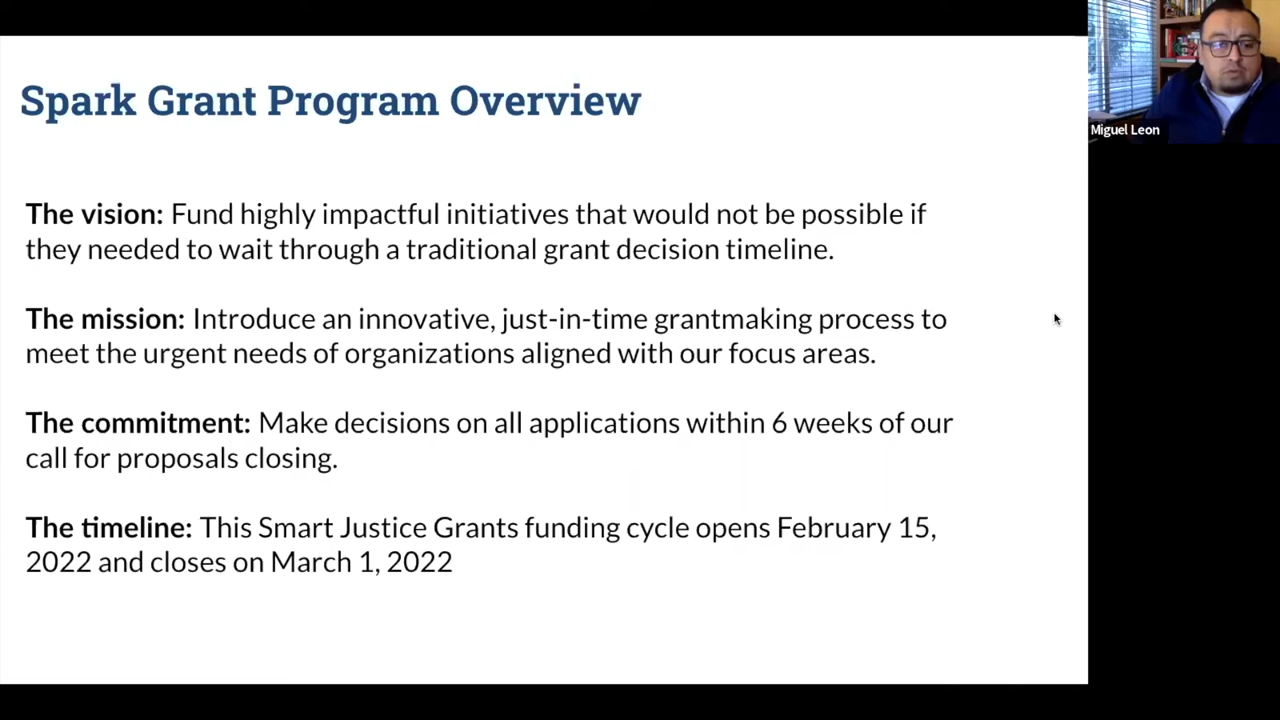 Spark Grant Program Overview
Miguel Leon
The vision: Fund highly impactful initiatives that would not be possible if
they needed to wait through a traditional grant decision timeline.
The mission: Introduce an innovative, just-in-time grantmaking process to
meet the urgent needs of organizations aligned with our focus areas.
The commitment: Make decisions on all applications within 6 weeks of our
call for proposals closing.
The timeline: This Smart Justice Grants funding cycle opens February 15,
2022 and closes on March 1, 2022